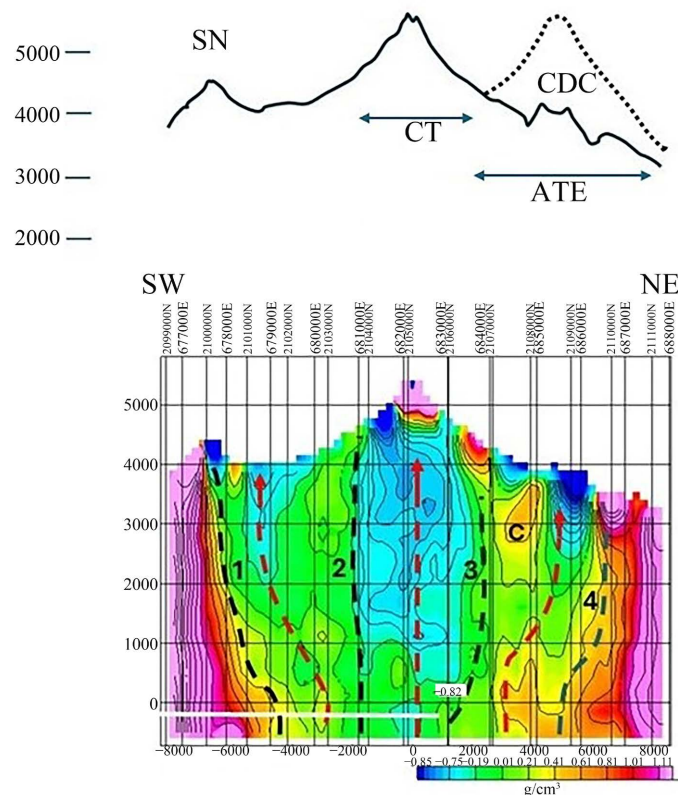 SN
5000
CDC
4000
CT
3000
ATE
2000
SW NE
2099000N 677000E 2100000N 678000E 2101000N 679000E 2102000N 680000E 2103000N 681000E 2104000N 682000E 2105000N 683000E 2106000N 684000E 2107000N 2108000N 685000E 2109000N 686000E 2110000N 687000E 2111000N 688000E
5000
4000
3000 C
1 2 3
2000
4
1000
−0.82
0
−8000 −6000 −4000 −2000 0 2000 4000 6000 8000
−0.85 −0.75 −0.19 0.01 0.21 0.41 0.61 0.81 1.01 1.11
g/cm³